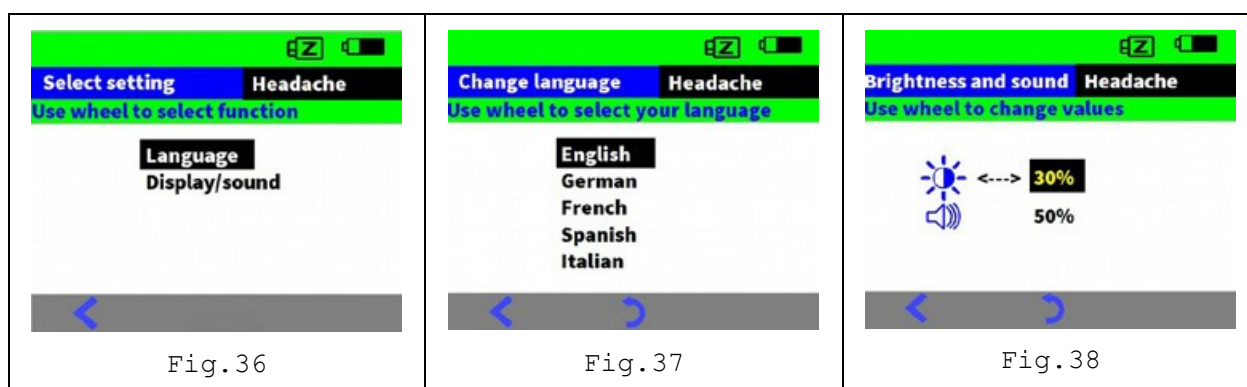 Z
Select setting Headache
Use wheel to select function
Language
Display/sound
Fig.36
Z
Change language Headache
Use wheel to select your language
English
German
French
Spanish
Italian
Fig.37
Z
Brightness and sound Headache
Use wheel to change values
<---> 30%
50%
Fig.38